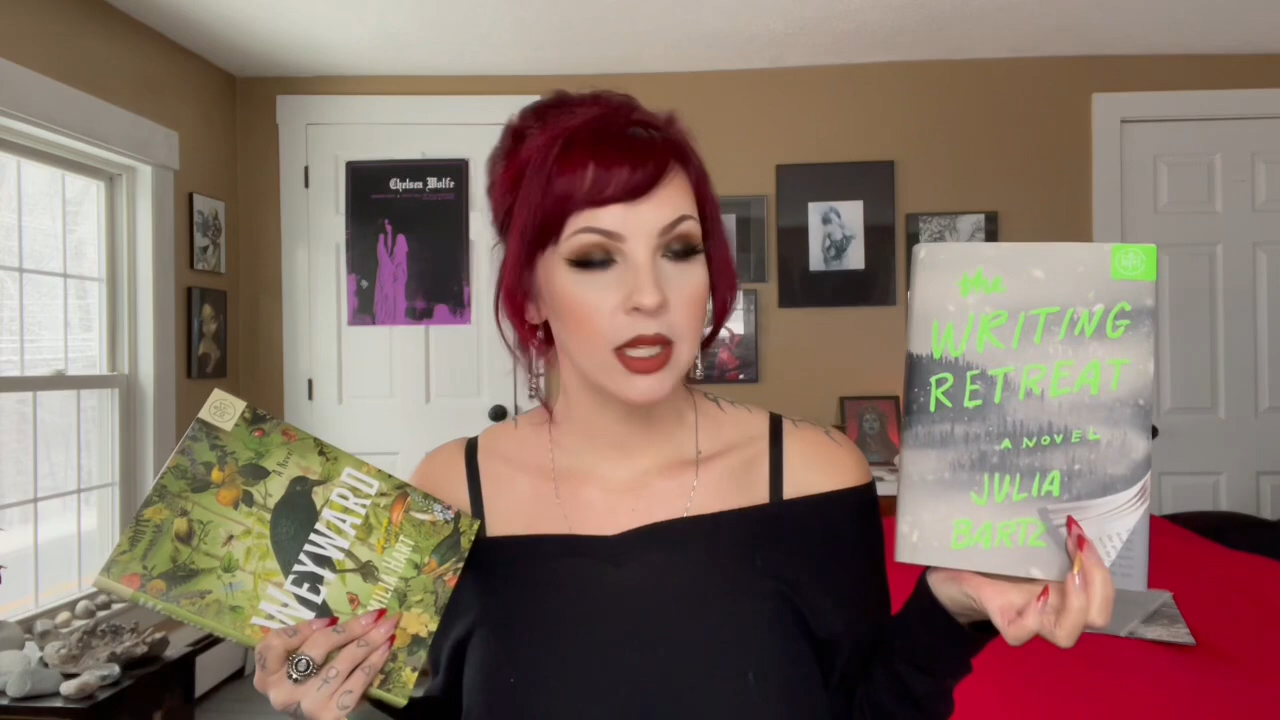 Chelsea Wolfe
the
WRITING
RETREAT
A NOVEL
JULIA
BARTZ
A Novel
WEYWARD
EMILIA HART